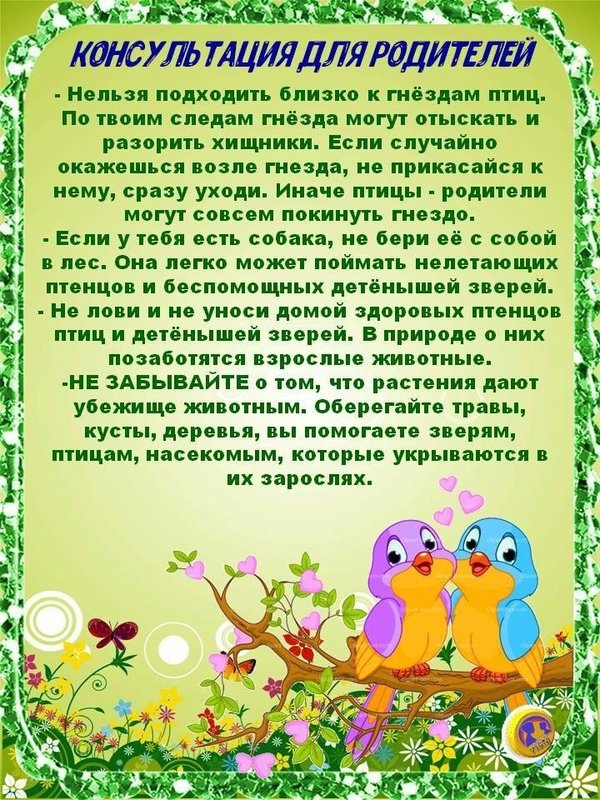 КОНСУЛЬТАЦИЯ ДЛЯ РОДИТЕЛЕЙ
- Нельзя подходить близко к гнёздам птиц.
По твоим следам гнёзда могут отыскать и
разорить хищники. Если случайно
окажешься возле гнезда, не прикасайся к
нему, сразу уходи. Иначе птицы - родители
могут совсем покинуть гнездо.
- Если у тебя есть собака, не бери её с собой
в лес. Она легко может поймать нелетающих
птенцов и беспомощных детёнышей зверей.
- Не лови и не уноси домой здоровых птенцов
птиц и детёнышей зверей. В природе о них
позаботятся взрослые животные.
-НЕ ЗАБЫВАЙТЕ о том, что растения дают
убежище животным. Оберегайте травы,
кусты, деревья, вы помогаете зверям,
птицам, насекомым, которые укрываются в
их зарослях.